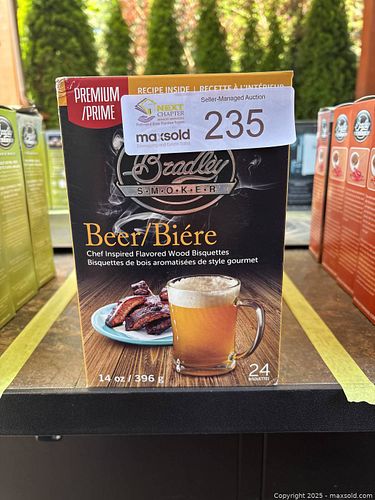 PREMIUM
/PRIME
RECIPE INSIDE | RECETTE À L'INTÉRIEUR
NEXT
CHAPTER
Seller-Managed Auction
maxsold
235
Bradley
S•M•O•K•E•R
Beer/Biére
Chef Inspired Flavored Wood Bisquettes
Bisquettes de bois aromatisées de style gourmet
14 oz / 396 g
24
BISQUETTES
Copyright © 2025 - maxsold.com